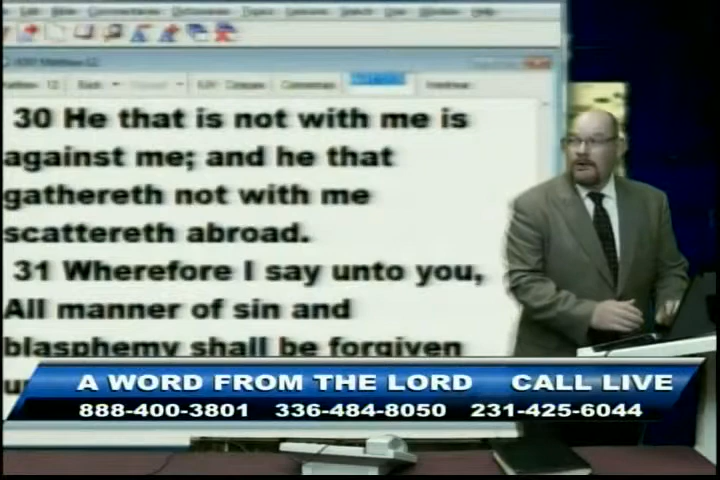 30 He that is not with me is
against me; and he that
gathereth not with me
scattereth abroad.
31 Wherefore I say unto you,
All manner of sin and
blasphemy shall be forgiven
A WORD FROM THE LORD CALL LIVE
888-400-3801 336-484-8050 231-425-6044